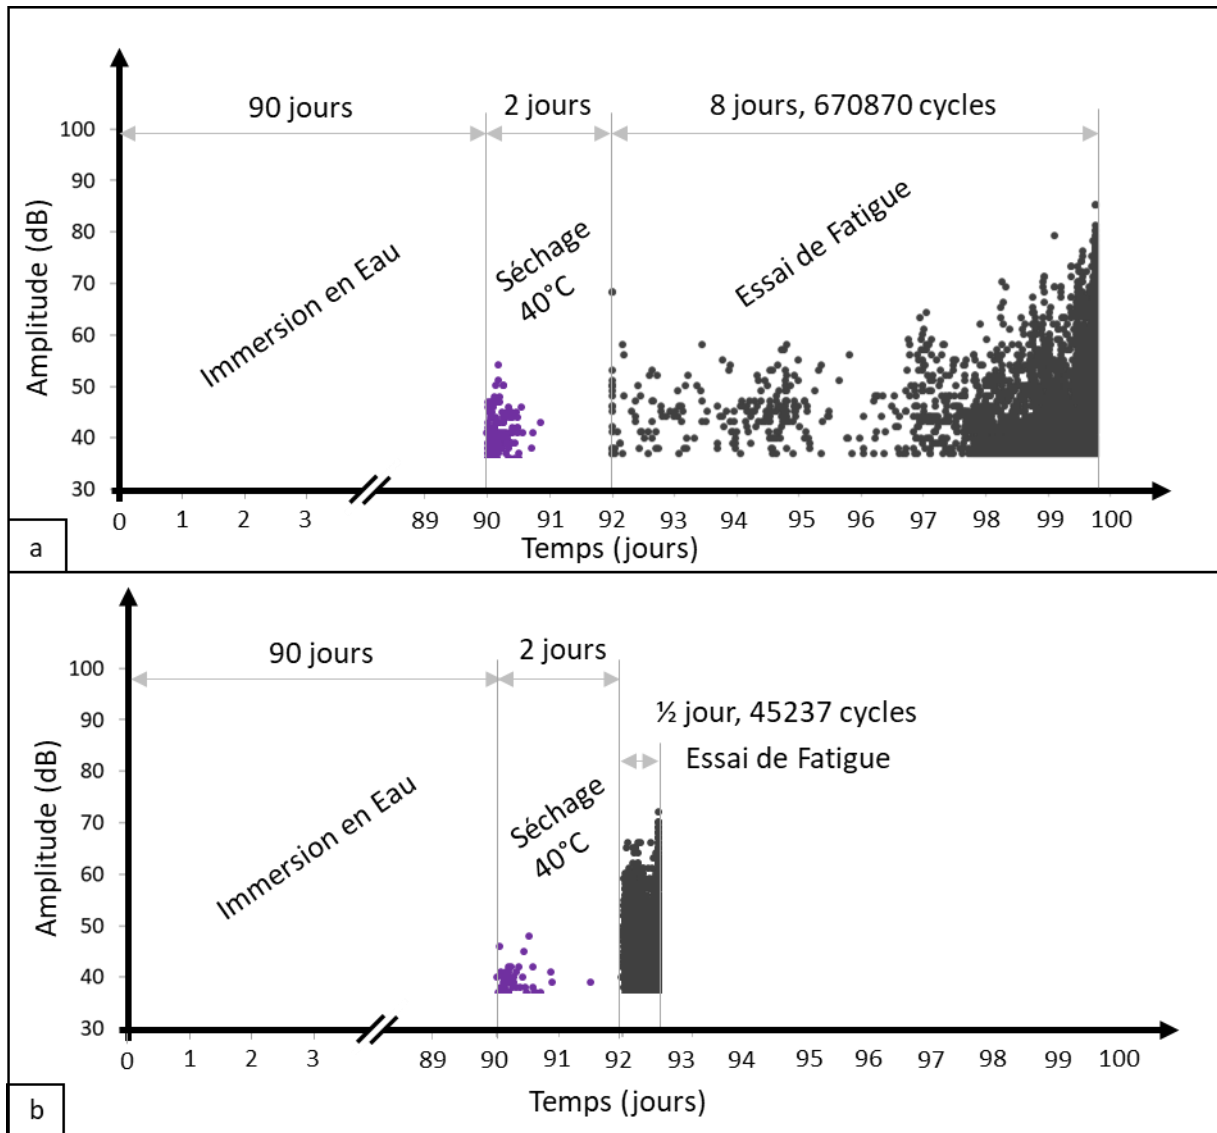 90 jours
2 jours
8 jours, 670870 cycles
Immersion en Eau
Séchage
40°C
Essai de Fatigue
Amplitude (dB)
100
90
80
70
60
50
40
30
0 1 2 3 89 90 91 92 93 94 95 96 97 98 99 100
Temps (jours)
a
90 jours
2 jours
½ jour, 45237 cycles
Essai de Fatigue
Immersion en Eau
Séchage
40°C
Amplitude (dB)
100
90
80
70
60
50
40
30
0 1 2 3 89 90 91 92 93 94 95 96 97 98 99 100
Temps (jours)
b